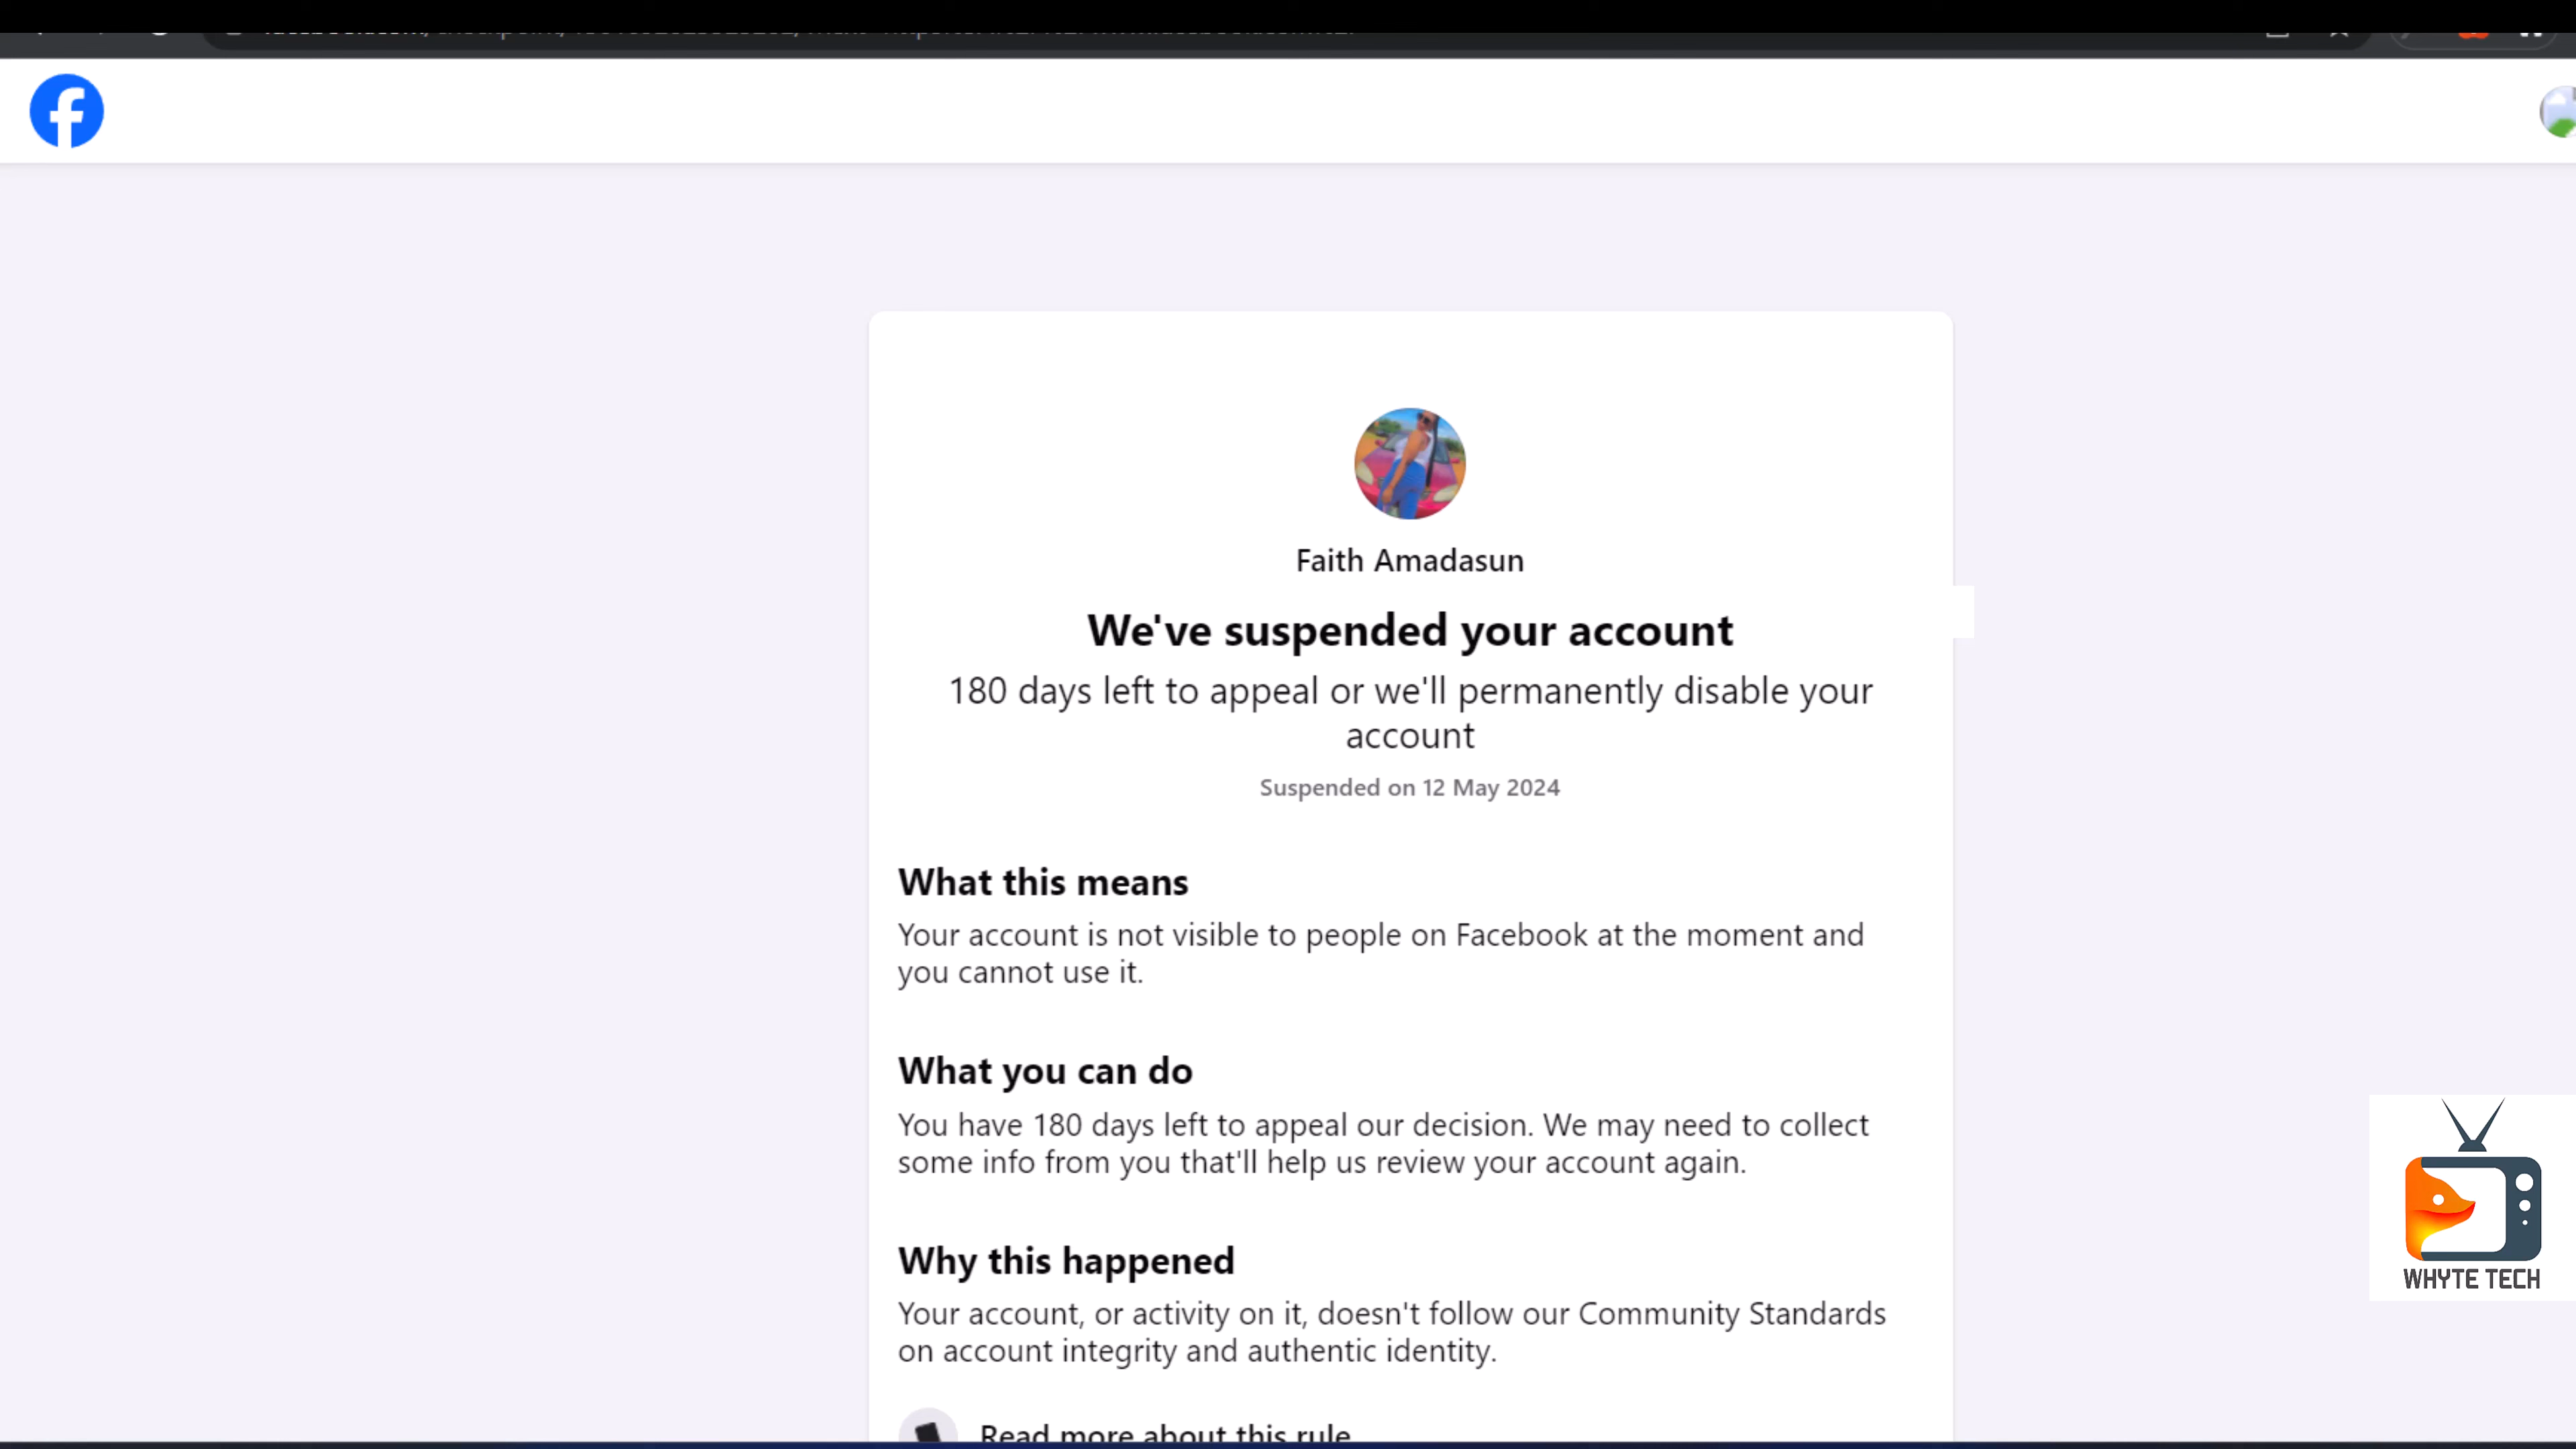 Faith Amadasun
We've suspended your account
180 days left to appeal or we'll permanently disable your
account
Suspended on 12 May 2024
What this means
Your account is not visible to people on Facebook at the moment and
you cannot use it.
What you can do
You have 180 days left to appeal our decision. We may need to collect
some info from you that'll help us review your account again.
Why this happened
Your account, or activity on it, doesn't follow our Community Standards
on account integrity and authentic identity.
Read more about this rule
WHYTE TECH